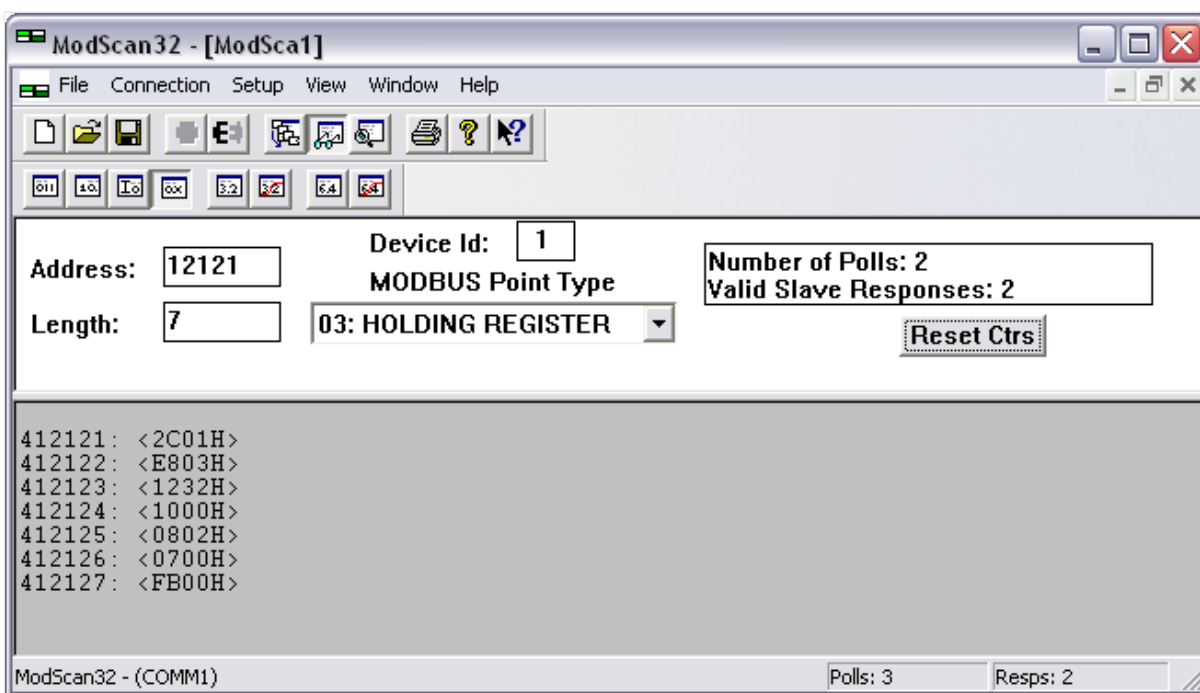 ModScan32 - [ModSca1]
File Connection Setup View Window Help
Address: 12121
Device Id: 1
MODBUS Point Type
Length: 7
03: HOLDING REGISTER
Number of Polls: 2
Valid Slave Responses: 2
Reset Ctrs
412121: <2C01H>
412122: <E803H>
412123: <1232H>
412124: <1000H>
412125: <0802H>
412126: <0700H>
412127: <FB00H>
ModScan32 - (COMM1)
Polls: 3
Resps: 2